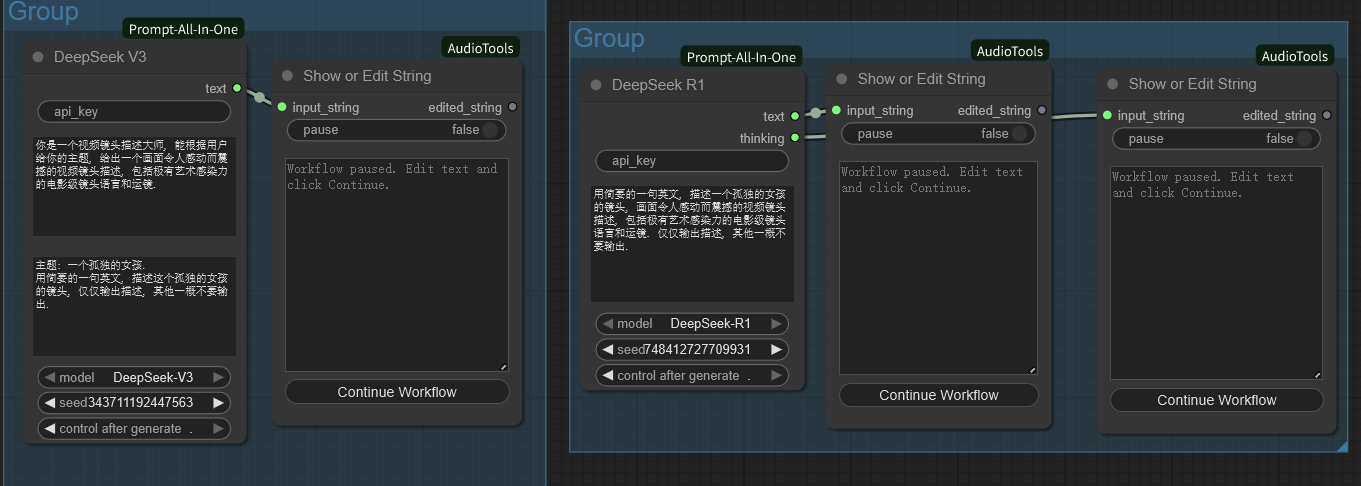 Group
Prompt-All-In-One
DeepSeek V3
text
api_key
你是一个视频镜头描述大师, 能根据用户
给你的主题, 给出一个画面令人感动而震
撼的视频镜头描述, 包括极有艺术感染力
的电影级镜头语言和运镜.
主题: 一个孤独的女孩.
用简要的一句英文, 描述这个孤独的女孩
的镜头, 仅仅输出描述, 其他一概不要输
出.
model DeepSeek-V3
seed 343711192447563
control after generate .
AudioTools
Show or Edit String
input_string edited_string
pause false
Workflow paused. Edit text and
click Continue.
Continue Workflow
Group
Prompt-All-In-One
DeepSeek R1
text
thinking
api_key
用简要的一句英文, 描述一个孤独的女孩
的镜头, 画面令人感动而震撼的视频镜头
描述, 包括极有艺术感染力的电影级镜头
语言和运镜. 仅仅输出描述, 其他一概不
要输出.
model DeepSeek-R1
seed 748412727709931
control after generate .
AudioTools
Show or Edit String
input_string edited_string
pause false
Workflow paused. Edit text
and click Continue.
Continue Workflow
AudioTools
Show or Edit String
input_string edited_string
pause false
Workflow paused. Edit text
and click Continue.
Continue Workflow